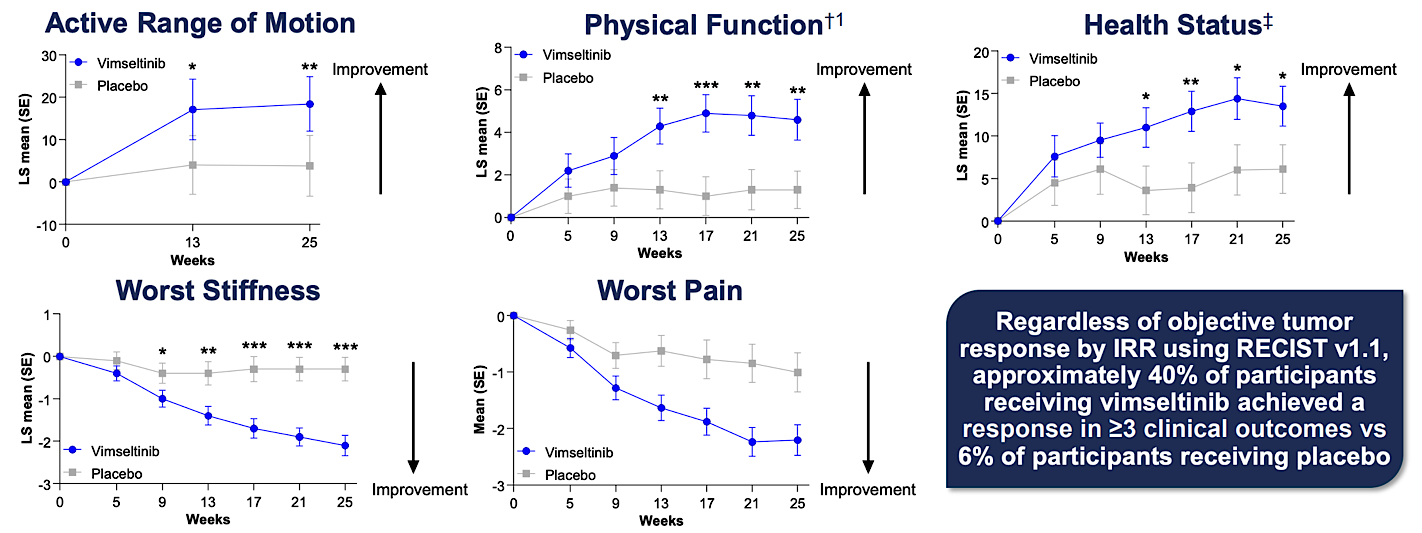 Active Range of Motion
30
20
10
0
-10
LS mean (SE)
Vimseltinib
Placebo
*
**
Improvement
0
13
25
Weeks
Physical Function†1
8
6
4
2
0
LS mean (SE)
Vimseltinib
Placebo
**
***
**
**
Improvement
0
5
9
13
17
21
25
Weeks
Health Status‡
20
15
10
5
0
LS mean (SE)
Vimseltinib
Placebo
*
**
*
*
Improvement
0
5
9
13
17
21
25
Weeks
Worst Stiffness
1
0
-1
-2
-3
LS mean (SE)
*
**
***
***
***
Vimseltinib
Placebo
Improvement
0
5
9
13
17
21
25
Weeks
Worst Pain
0
-1
-2
-3
Mean (SE)
Vimseltinib
Placebo
Improvement
0
5
9
13
17
21
25
Weeks
Regardless of objective tumor
response by IRR using RECIST v1.1,
approximately 40% of participants
receiving vimseltinib achieved a
response in ≥3 clinical outcomes vs
6% of participants receiving placebo